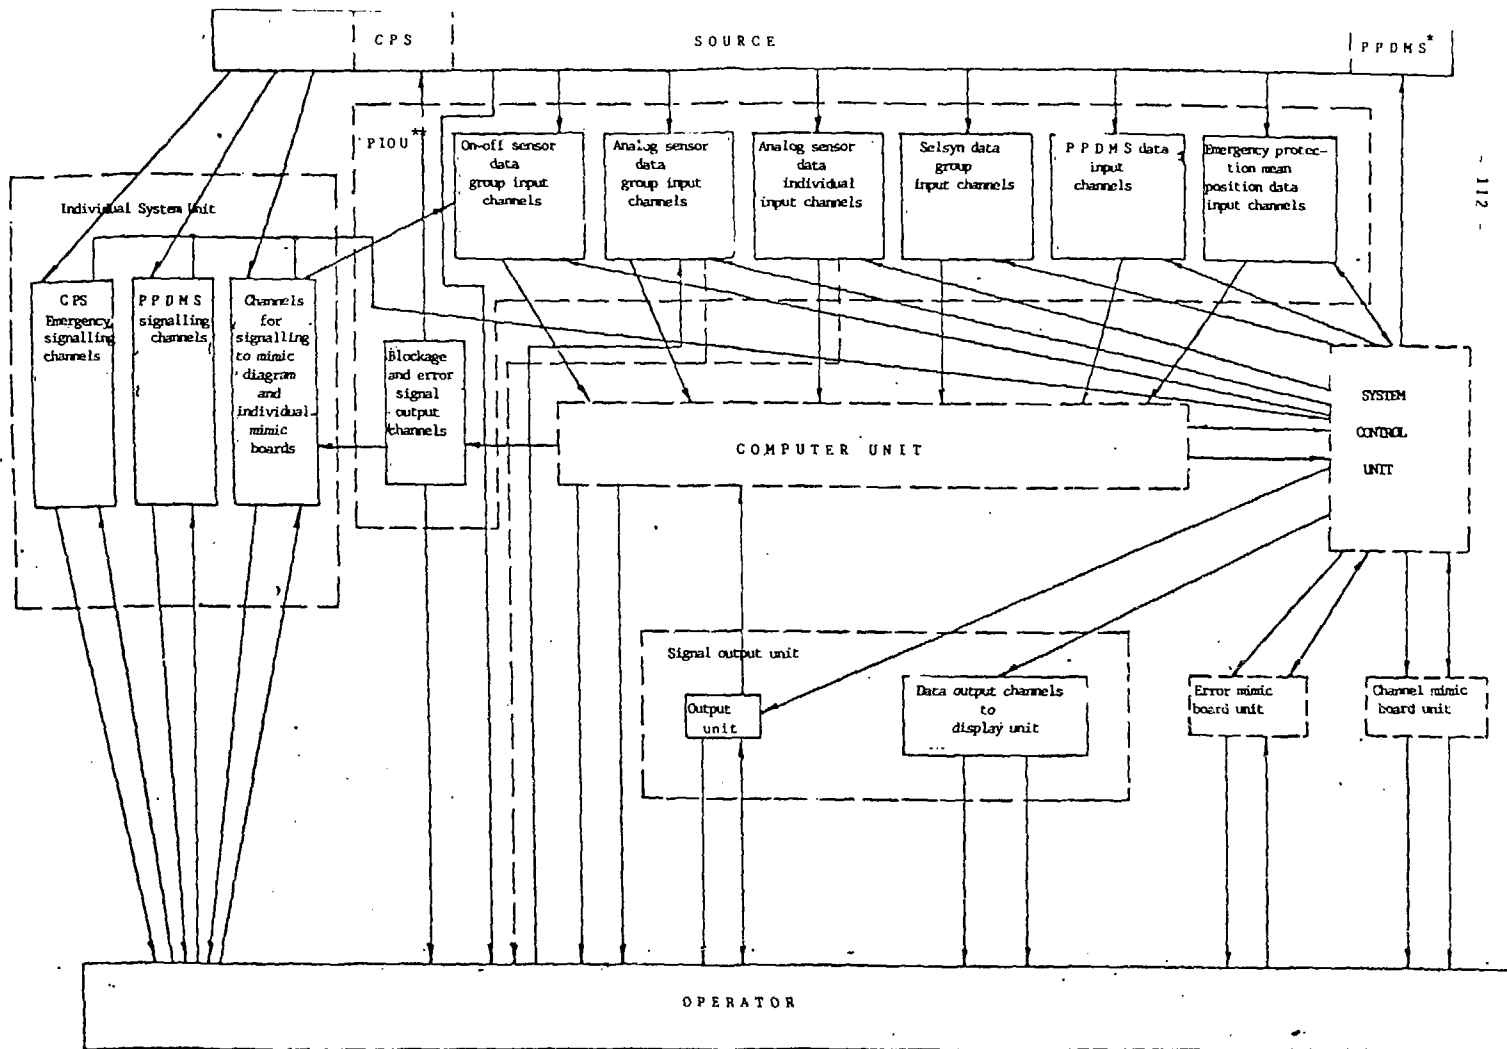 CPS
SOURCE
PPDMS*
- 112 -
PIOU**
On-off sensor
data
group input
channels
Analog sensor
data
group input
channels
Analog sensor
data
individual
input channels
Selsyn data
group
input channels
PPDMS data
input
channels
Emergency protec-
tion mean
position data
input channels
Individual System Unit
CPS
Emergency
signalling
channels
PPDMS
signalling
channels
Channels
for
signalling
to mimic
diagram
and
individual
mimic
boards
Blockage
and error
signal
output
channels
COMPUTER UNIT
SYSTEM
CONTROL
UNIT
Signal output unit
Output
unit
Data output channels
to
display unit
Error mimic
board unit
Channel mimic
board unit
OPERATOR